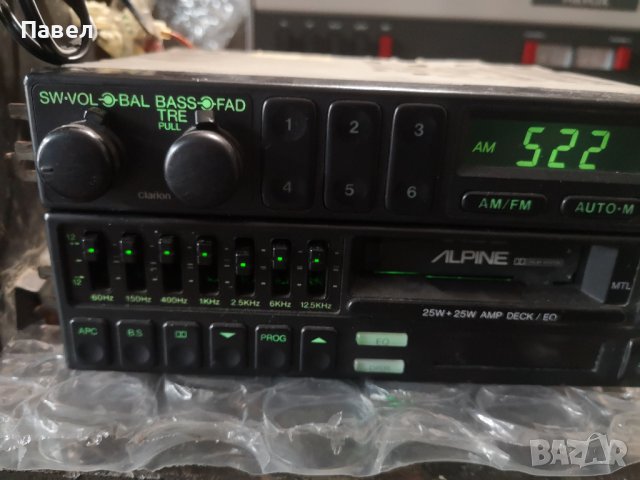 Павел
SW·VOL BAL BASS FAD
TRE
PULL
1 2 3
4 5 6
Clarion
AM 522
AM/FM AUTO·M
ALPINE
MTL
12
12
60Hz 150Hz 400Hz 1KHz 2.5KHz 6KHz 12.5KHz
25W+25W AMP DECK/EQ
APC B.S PROG
EQ
BAZAR